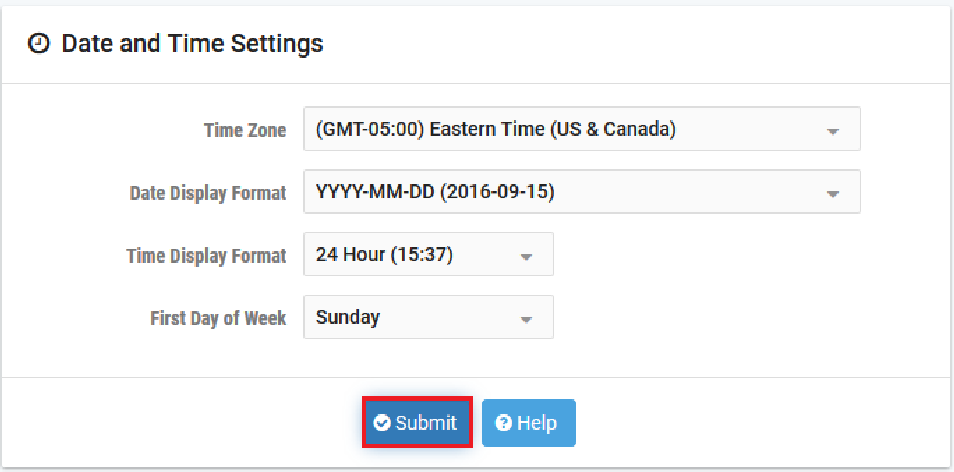 Date and Time Settings
Time Zone (GMT-05:00) Eastern Time (US & Canada)
Date Display Format YYYY-MM-DD (2016-09-15)
Time Display Format 24 Hour (15:37)
First Day of Week Sunday
Submit Help